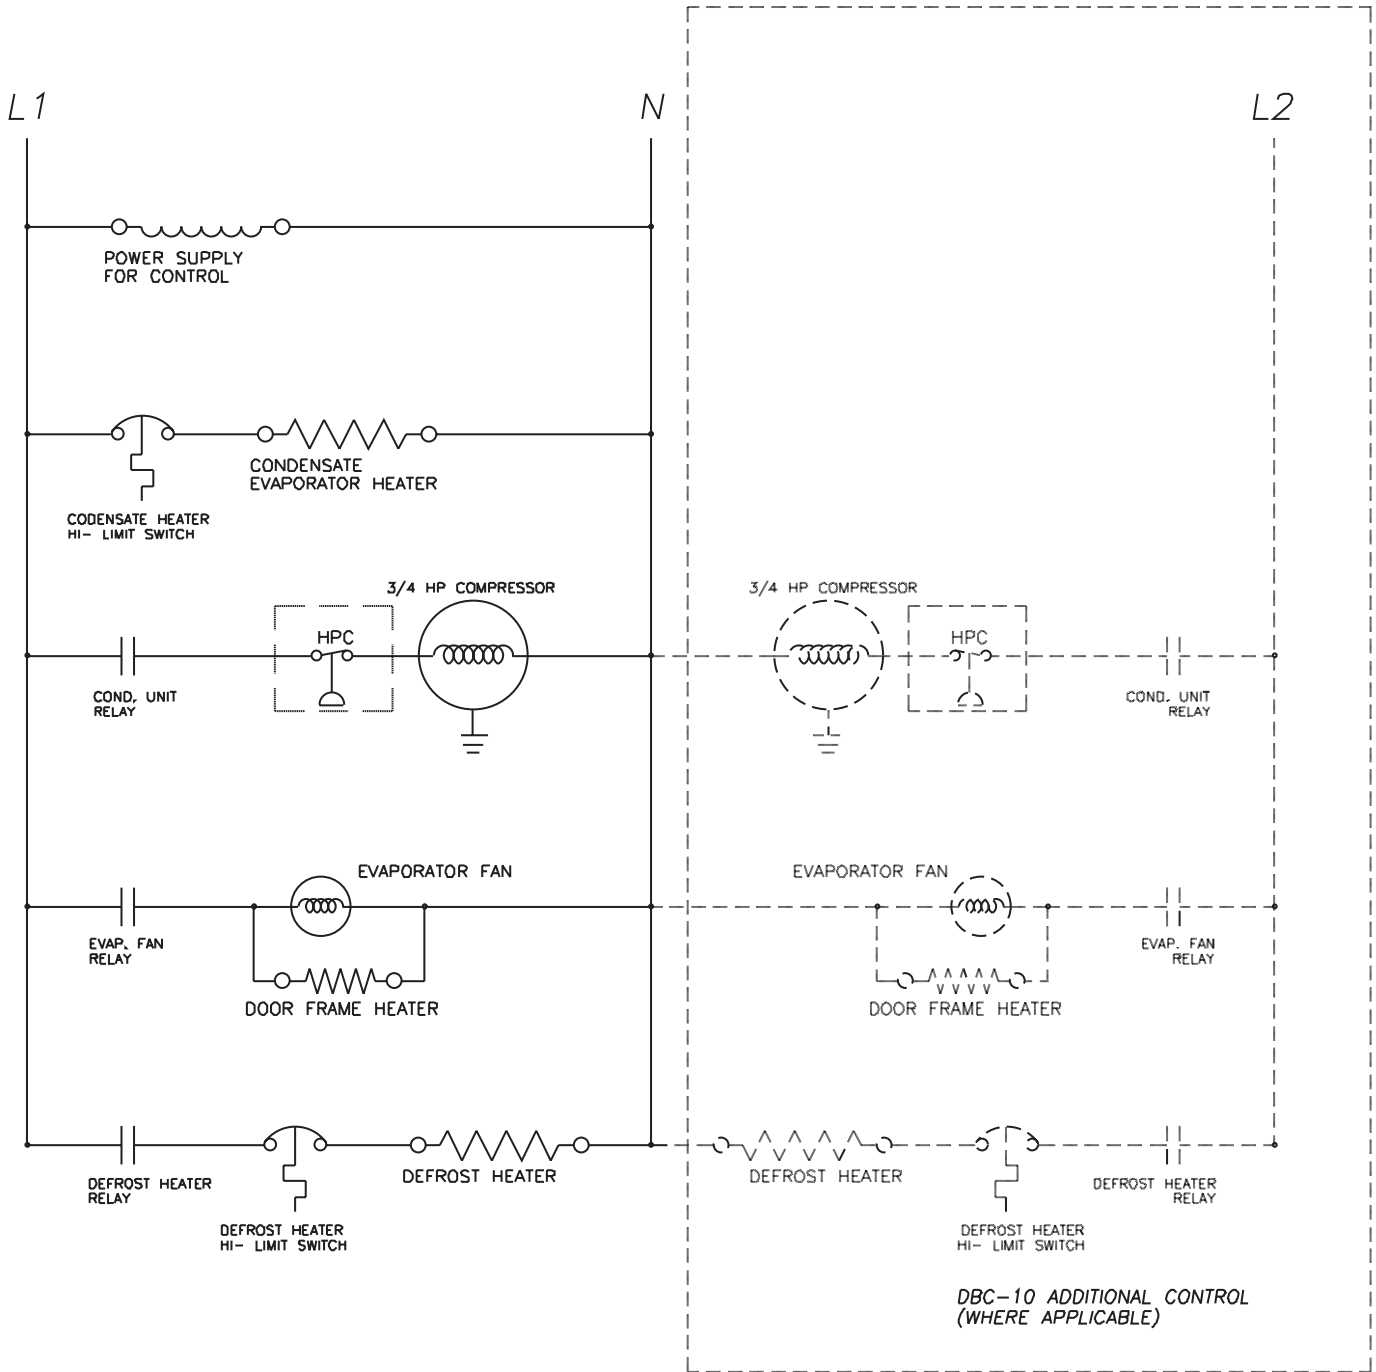 L1
N
L2
POWER SUPPLY
FOR CONTROL
CONDENSATE
EVAPORATOR HEATER
CODENSATE HEATER
HI- LIMIT SWITCH
3/4 HP COMPRESSOR
3/4 HP COMPRESSOR
HPC
HPC
COND. UNIT
RELAY
COND. UNIT
RELAY
EVAPORATOR FAN
EVAPORATOR FAN
EVAP. FAN
RELAY
EVAP. FAN
RELAY
DOOR FRAME HEATER
DOOR FRAME HEATER
DEFROST HEATER
DEFROST HEATER
DEFROST HEATER
RELAY
DEFROST HEATER
RELAY
DEFROST HEATER
HI- LIMIT SWITCH
DEFROST HEATER
HI- LIMIT SWITCH
DBC-10 ADDITIONAL CONTROL
(WHERE APPLICABLE)